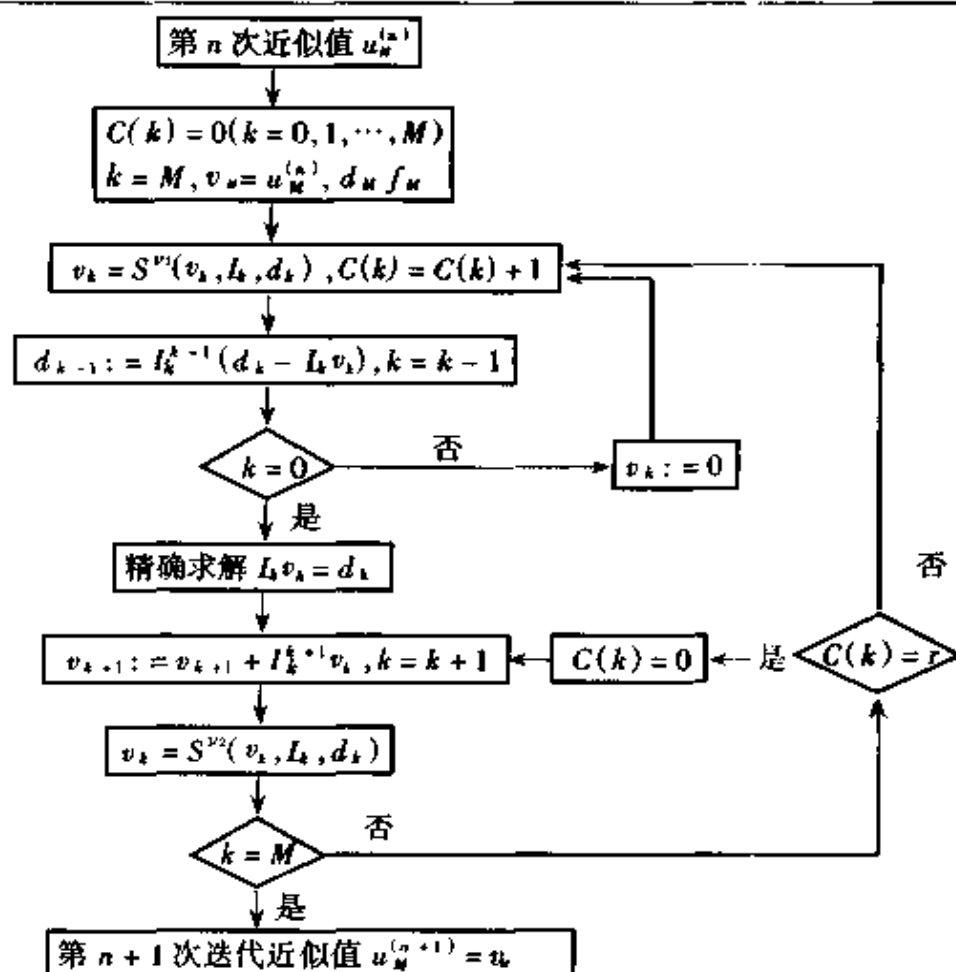 第 n 次近似值 u_M^{(n)}
C(k) = 0(k = 0,1,⋯,M)
k = M, v_M = u_M^{(n)}, d_M f_M
v_k = S^{ν1}(v_k, L_k, d_k), C(k) = C(k) + 1
d_{k-1} := I_k^{k-1}(d_k - L_k v_k), k = k - 1
k = 0
否
v_k := 0
是
精确求解 L_k v_k = d_k
否
v_{k+1} := v_{k+1} + I_k^{k+1} v_k, k = k + 1
C(k) = 0
是
C(k) = r
v_k = S^{ν2}(v_k, L_k, d_k)
k = M
否
是
第 n + 1 次迭代近似值 u_M^{(n+1)} = v_k